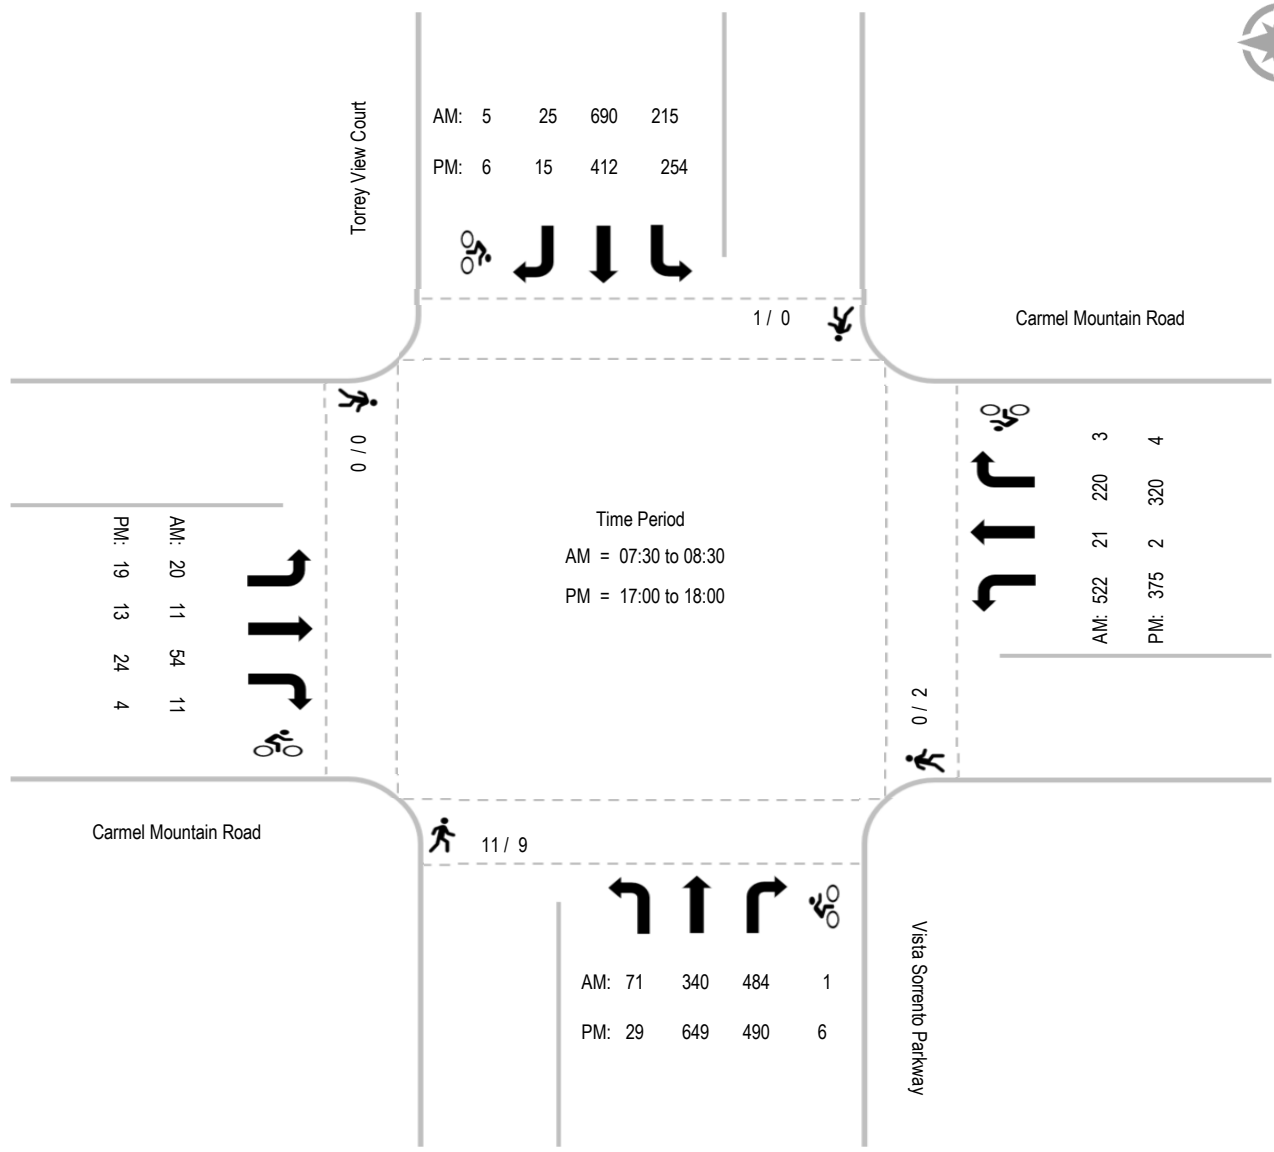 Torrey View Court
AM: 5 25 690 215
PM: 6 15 412 254
1 / 0
Carmel Mountain Road
0 / 0
AM: 522 21 220 3
PM: 375 2 320 4
Time Period
AM = 07:30 to 08:30
PM = 17:00 to 18:00
AM: 20 11 54 11
PM: 19 13 24 4
0 / 2
Carmel Mountain Road
11 / 9
AM: 71 340 484 1
PM: 29 649 490 6
Vista Sorrento Parkway